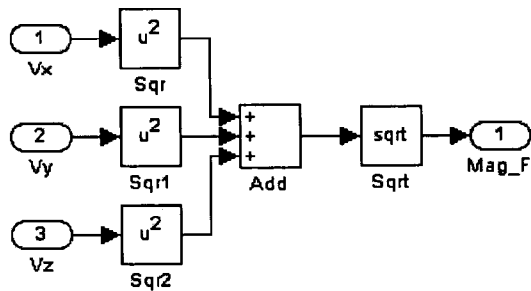 1
u2
Vx
Sqr
2
u2
+
+
+
sqrt
1
Vy
Sqr1
Add
Sqrt
Mag_F
3
u2
Vz
Sqr2